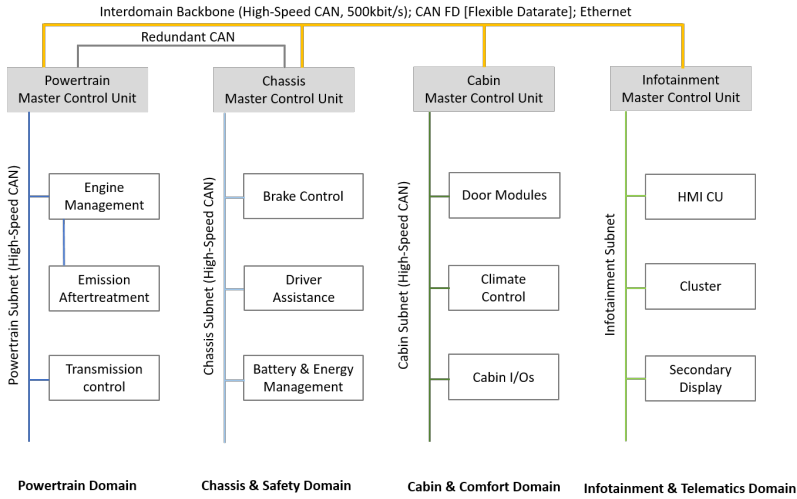 Interdomain Backbone (High-Speed CAN, 500kbit/s); CAN FD [Flexible Datarate]; Ethernet
Redundant CAN
Powertrain
Master Control Unit
Chassis
Master Control Unit
Cabin
Master Control Unit
Infotainment
Master Control Unit
Powertrain Subnet (High-Speed CAN)
Engine
Management
Emission
Aftertreatment
Transmission
control
Chassis Subnet (High-Speed CAN)
Brake Control
Driver
Assistance
Battery & Energy
Management
Cabin Subnet (High-Speed CAN)
Door Modules
Climate
Control
Cabin I/Os
Infotainment Subnet
HMI CU
Cluster
Secondary
Display
Powertrain Domain
Chassis & Safety Domain
Cabin & Comfort Domain
Infotainment & Telematics Domain